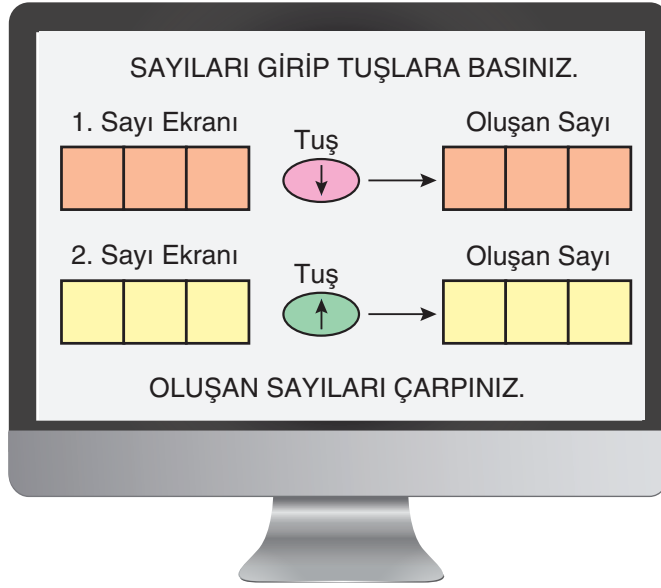 SAYILARI GİRİP TUŞLARA BASINIZ.
1. Sayı Ekranı
Tuş
Oluşan Sayı
2. Sayı Ekranı
Tuş
Oluşan Sayı
OLUŞAN SAYILARI ÇARPINIZ.